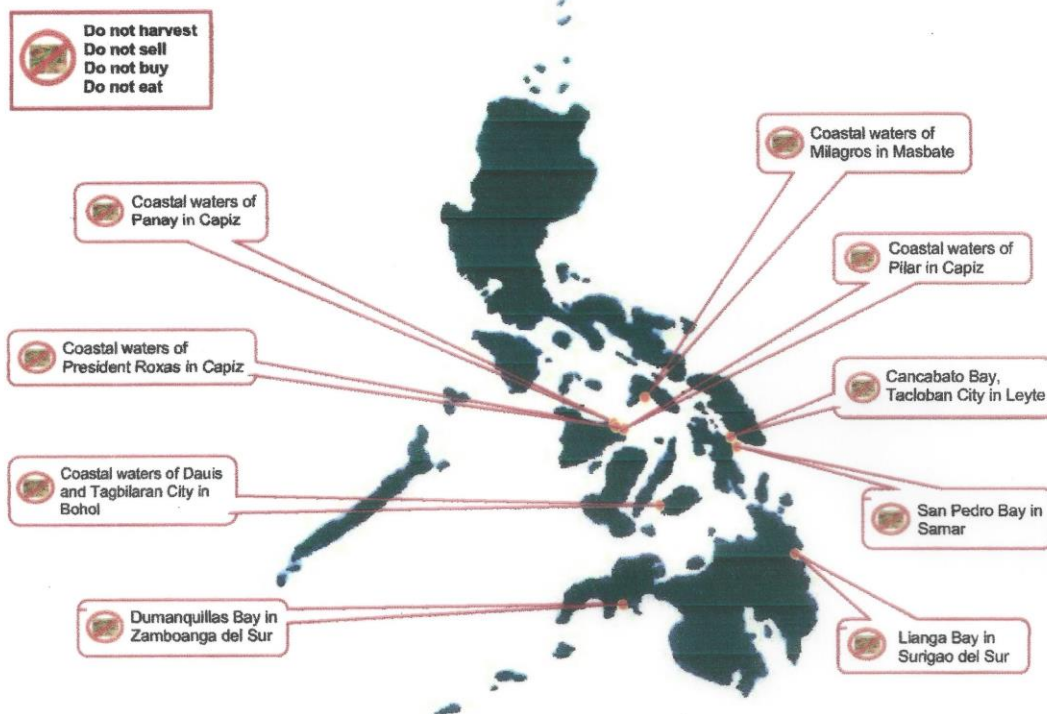 Do not harvest
Do not sell
Do not buy
Do not eat
Coastal waters of
Milagros in Masbate
Coastal waters of
Panay in Capiz
Coastal waters of
Pilar in Capiz
Coastal waters of
President Roxas in Capiz
Cancabato Bay,
Tacloban City in Leyte
Coastal waters of Dauis
and Tagbilaran City in
Bohol
San Pedro Bay in
Samar
Dumanquillas Bay in
Zamboanga del Sur
Lianga Bay in
Surigao del Sur